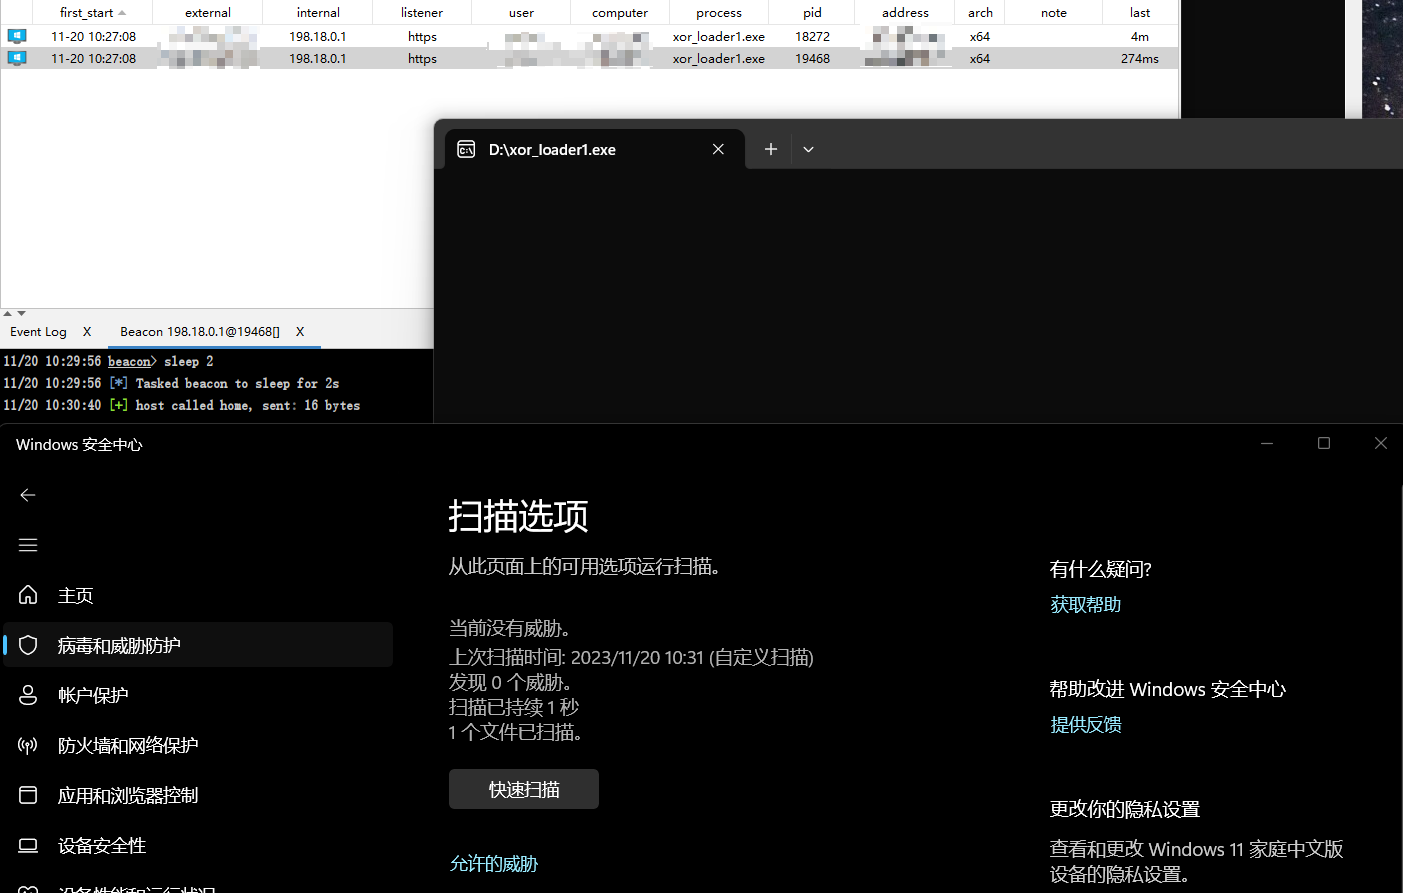 first_start external internal listener user computer process pid address arch note last
11-20 10:27:08 198.18.0.1 https xor_loader1.exe 18272 x64 4m
11-20 10:27:08 198.18.0.1 https xor_loader1.exe 19468 x64 274ms
D:\xor_loader1.exe
Event Log X Beacon 198.18.0.1@19468[] X
11/20 10:29:56 beacon> sleep 2
11/20 10:29:56 [*] Tasked beacon to sleep for 2s
11/20 10:30:40 [+] host called home, sent: 16 bytes
Windows 安全中心
主页
病毒和威胁防护
帐户保护
防火墙和网络保护
应用和浏览器控制
设备安全性
设备性能和运行状况
扫描选项
从此页面上的可用选项运行扫描。
当前没有威胁。
上次扫描时间: 2023/11/20 10:31 (自定义扫描)
发现 0 个威胁。
扫描已持续 1 秒
1 个文件已扫描。
快速扫描
允许的威胁
有什么疑问?
获取帮助
帮助改进 Windows 安全中心
提供反馈
更改你的隐私设置
查看和更改 Windows 11 家庭中文版
设备的隐私设置。